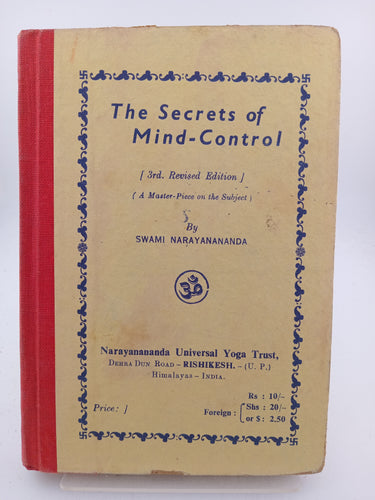 The Secrets of
Mind-Control
[ 3rd. Revised Edition ]
( A Master-Piece on the Subject )
By
SWAMI NARAYANANANDA
ॐ
Narayanananda Universal Yoga Trust,
DEHRA DUN ROAD - RISHIKESH. - (U. P.)
Himalayas - INDIA.
Price: ]
Rs : 10/-
Foreign : { Shs : 20/-
or $ : 2.50